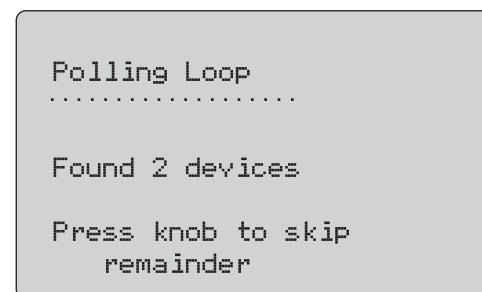 Polling Loop
...................
Found 2 devices
Press knob to skip
remainder